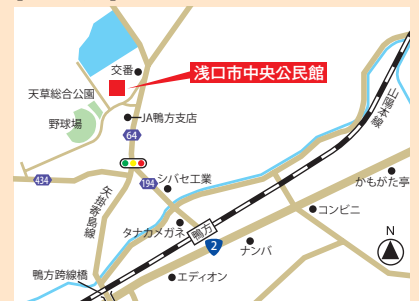 交番
浅口市中央公民館
天草総合公園
野球場
JA鴨方支店
64
山陽本線
434
194
シバセ工業
矢掛寄島線
かもがた亭
タナカメガネ
鴨方
コンビニ
2
ナンバ
N
鴨方跨線橋
エディオン